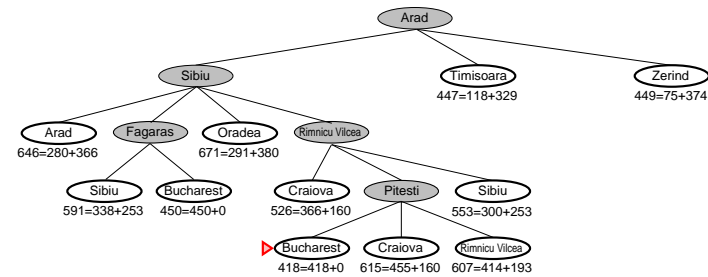 Arad
Sibiu
Timisoara
Zerind
447=118+329
449=75+374
Arad
Fagaras
Oradea
Rimnicu Vilcea
646=280+366
671=291+380
Sibiu
Bucharest
Craiova
Pitesti
Sibiu
591=338+253
450=450+0
526=366+160
553=300+253
Bucharest
Craiova
Rimnicu Vilcea
418=418+0
615=455+160
607=414+193